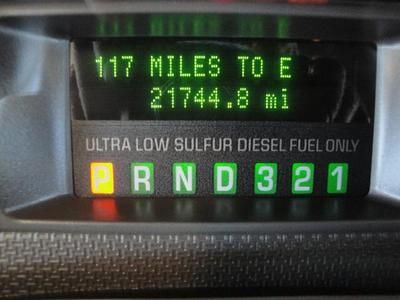 117 MILES TO E
21744.8 mi
ULTRA LOW SULFUR DIESEL FUEL ONLY
P R N D 3 2 1